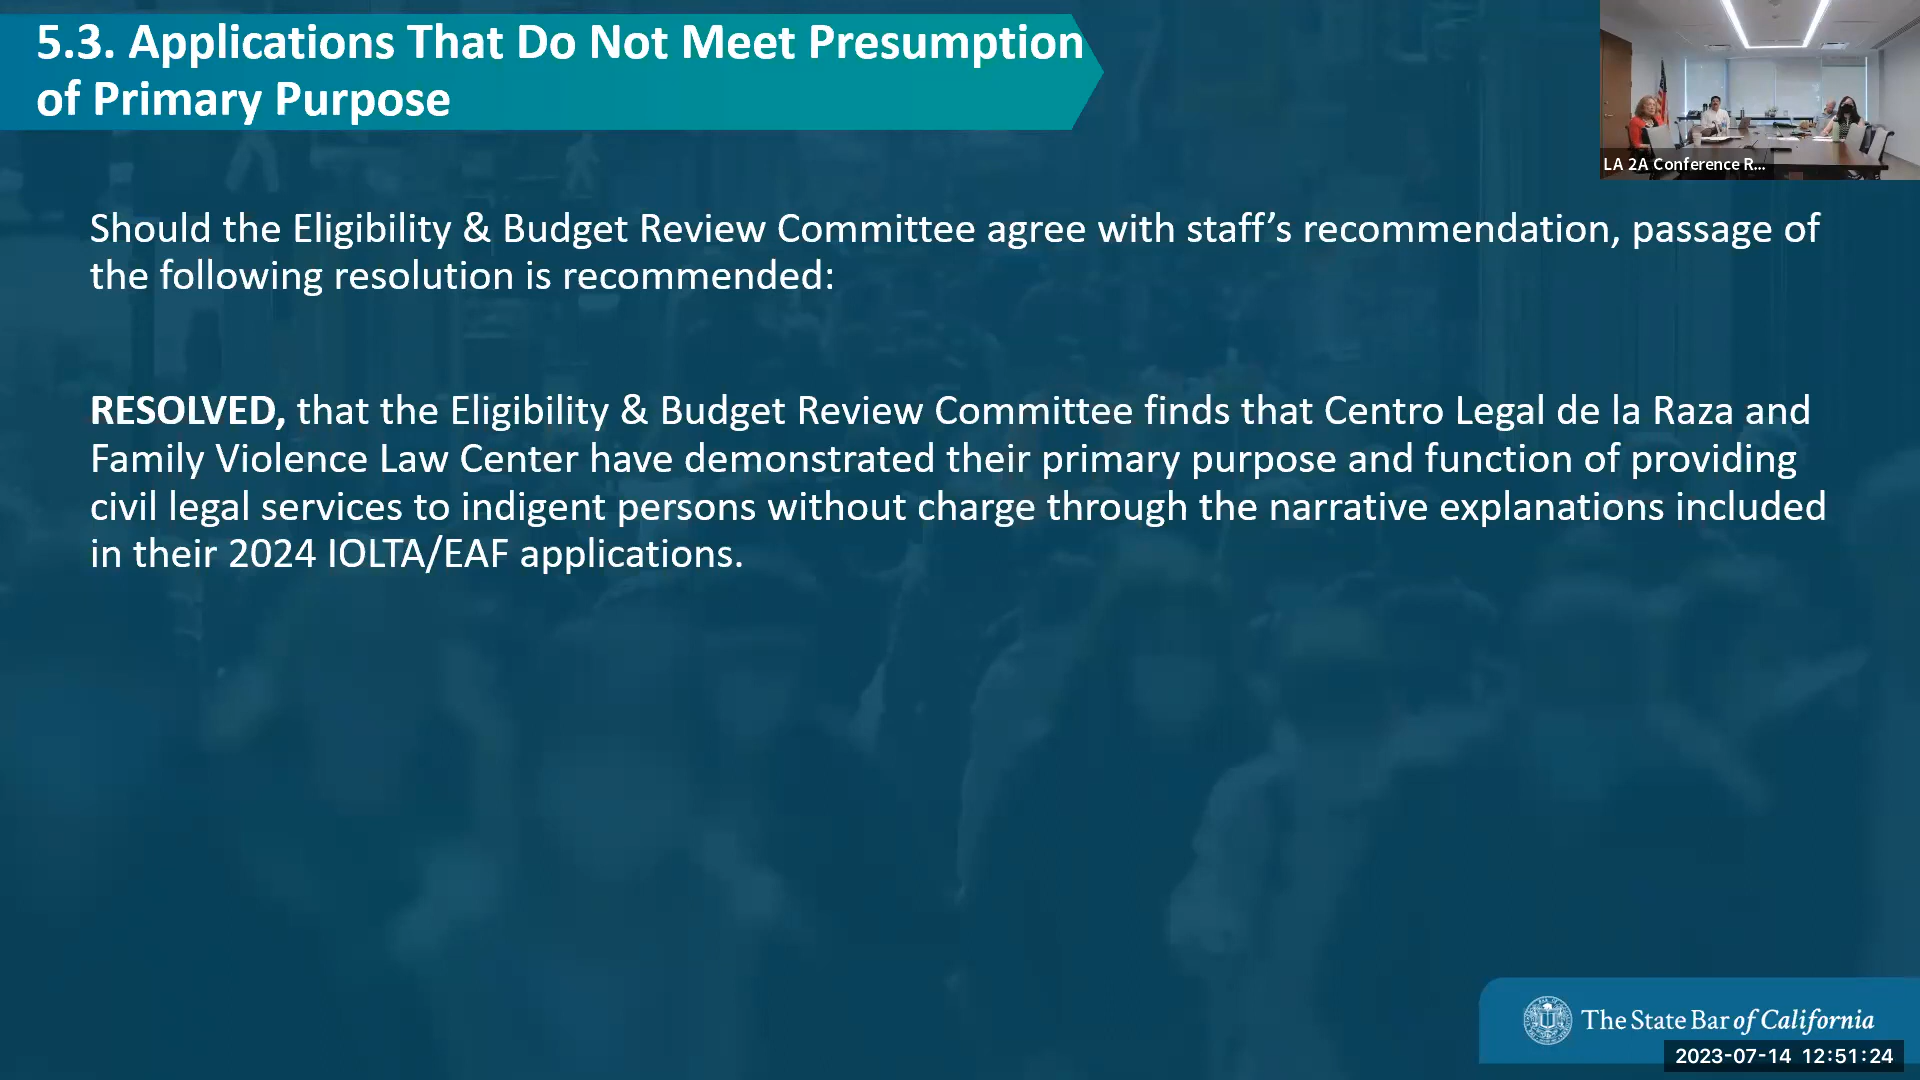 5.3. Applications That Do Not Meet Presumption
of Primary Purpose
LA 2A Conference R...
Should the Eligibility & Budget Review Committee agree with staff’s recommendation, passage of
the following resolution is recommended:
RESOLVED, that the Eligibility & Budget Review Committee finds that Centro Legal de la Raza and
Family Violence Law Center have demonstrated their primary purpose and function of providing
civil legal services to indigent persons without charge through the narrative explanations included
in their 2024 IOLTA/EAF applications.
The State Bar of California
2023-07-14 12:51:24